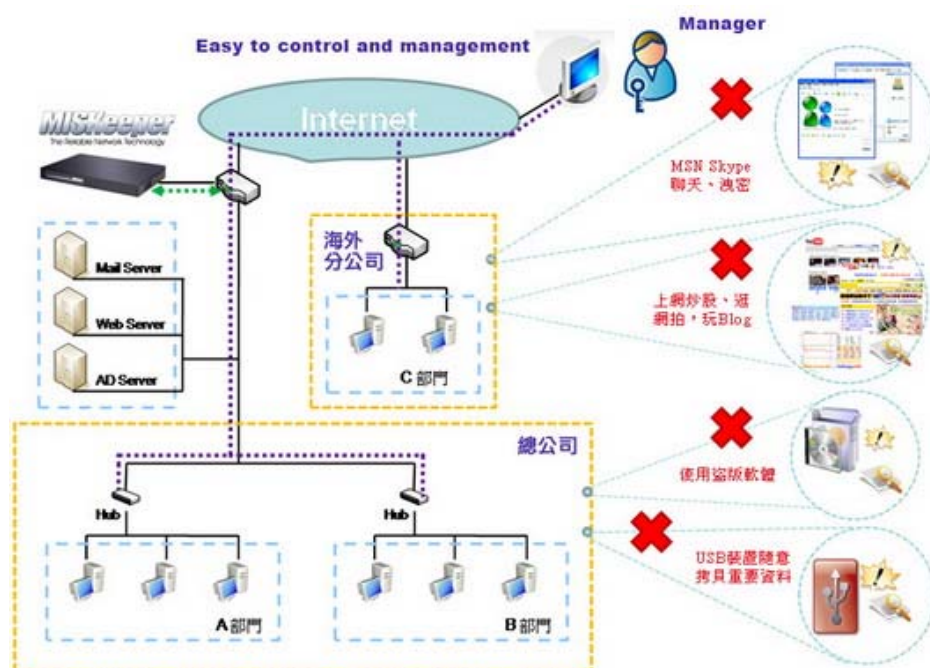 Easy to control and management
Manager
Internet
MISKeeper
The Reliable Network Technology
MSN Skype
聊天、洩密
海外
分公司
Mail Server
Web Server
AD Server
C 部門
上網炒股、逛
網拍，玩Blog
總公司
使用盜版軟體
Hub
Hub
USB裝置隨意
拷貝重要資料
A 部門
B 部門